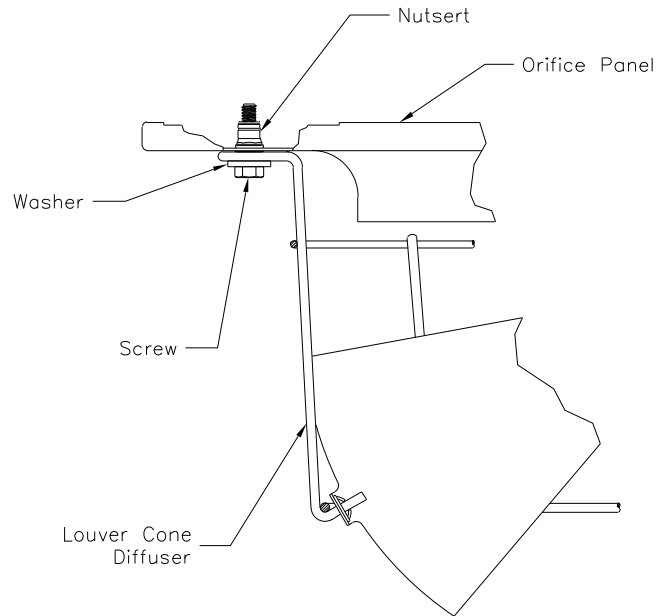 Nutsert
Orifice Panel
Washer
Screw
Louver Cone
Diffuser